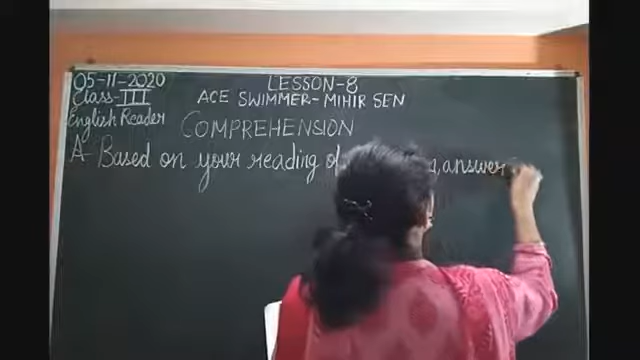 05-11-2020
LESSON-8
Class-III
ACE SWIMMER-MIHIR SEN
English Reader
COMPREHENSION
A- Based on your reading of , answer